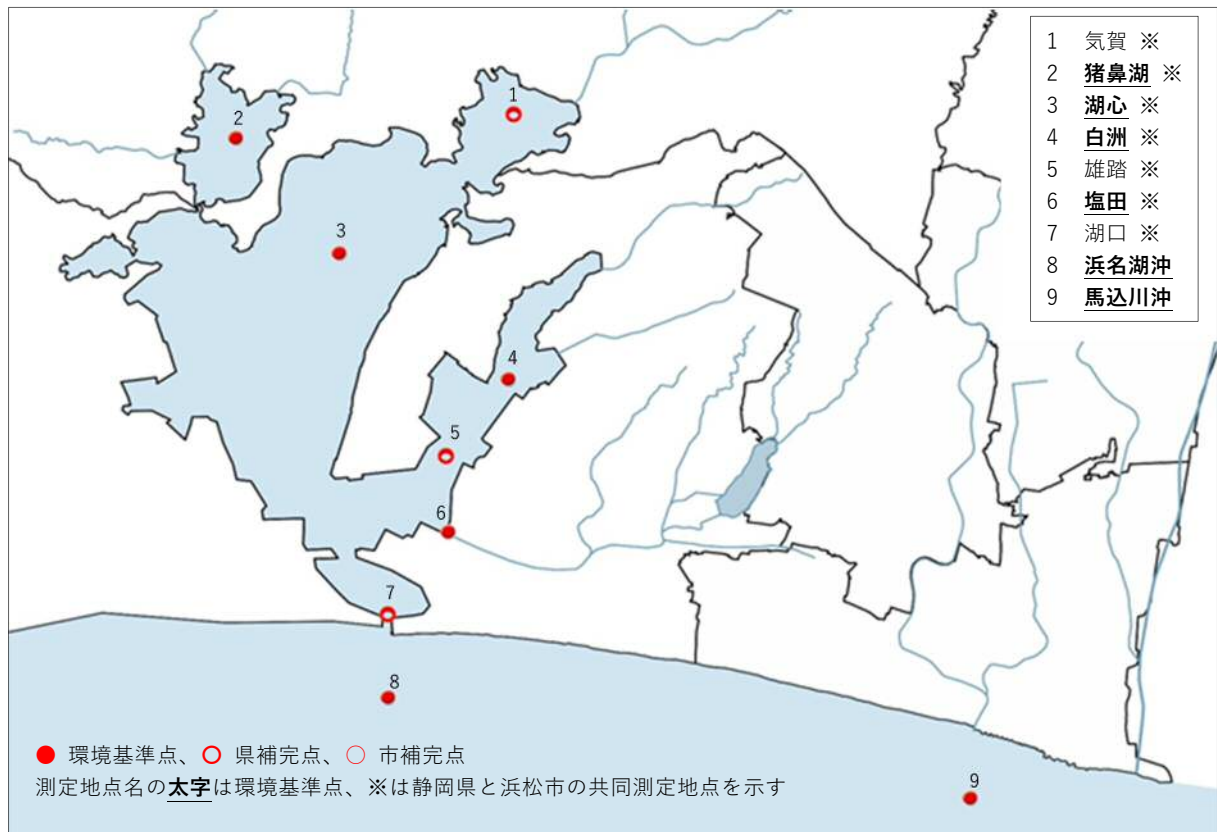 1 気賀 ※
2 猪鼻湖 ※
3 湖心 ※
4 白洲 ※
5 雄踏 ※
6 塩田 ※
7 湖口 ※
8 浜名湖沖
9 馬込川沖
1
2
3
4
5
6
7
8
9
● 環境基準点、○ 県補完点、○ 市補完点
測定地点名の太字は環境基準点、※は静岡県と浜松市の共同測定地点を示す